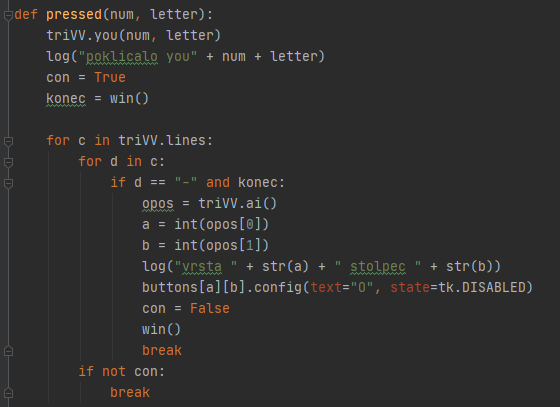 def pressed(num, letter):
    triVV.you(num, letter)
    log("poklicalo you" + num + letter)
    con = True
    konec = win()

    for c in triVV.lines:
        for d in c:
            if d == "-" and konec:
                opos = triVV.ai()
                a = int(opos[0])
                b = int(opos[1])
                log("vrsta " + str(a) + " stolpec " + str(b))
                buttons[a][b].config(text="O", state=tk.DISABLED)
                con = False
                win()
                break
        if not con:
            break